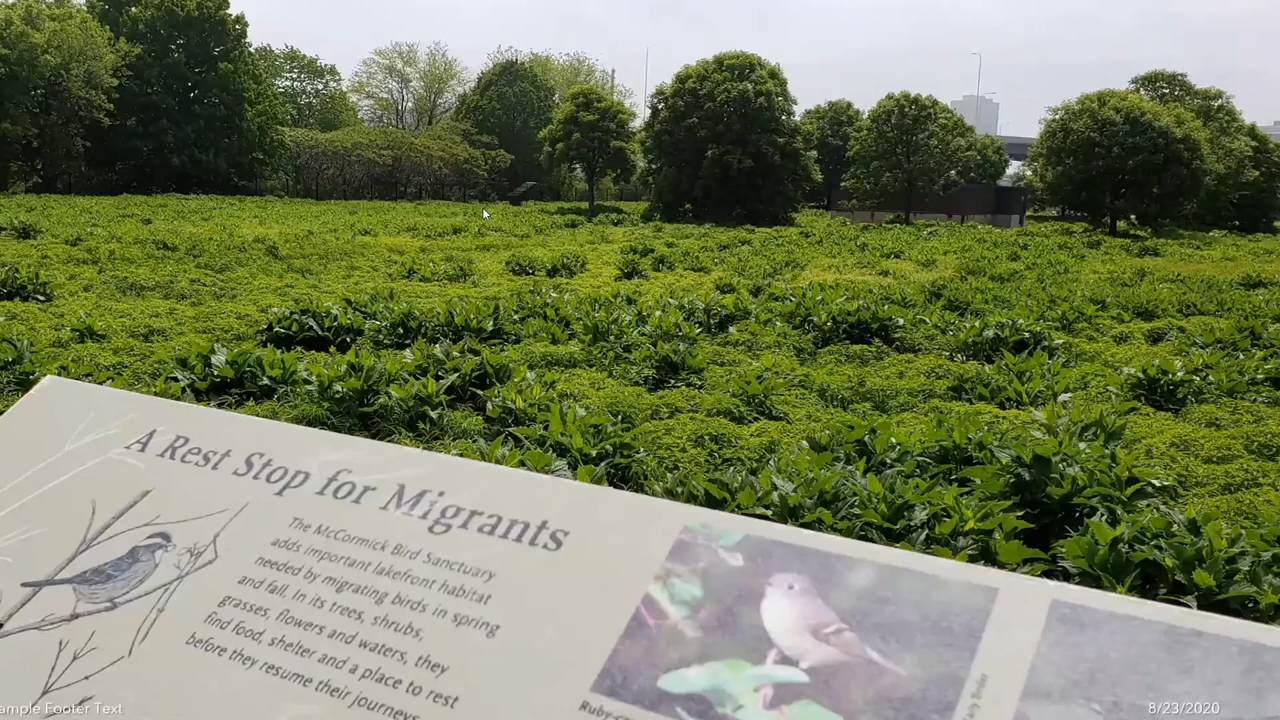 A Rest Stop for Migrants
The McCormick Bird Sanctuary
adds important lakefront habitat
needed by migrating birds in spring
and fall. In its trees, shrubs,
grasses, flowers and waters, they
find food, shelter and a place to rest
before they resume their journeys
Ruby-c
ample Footer Text
8/23/2020